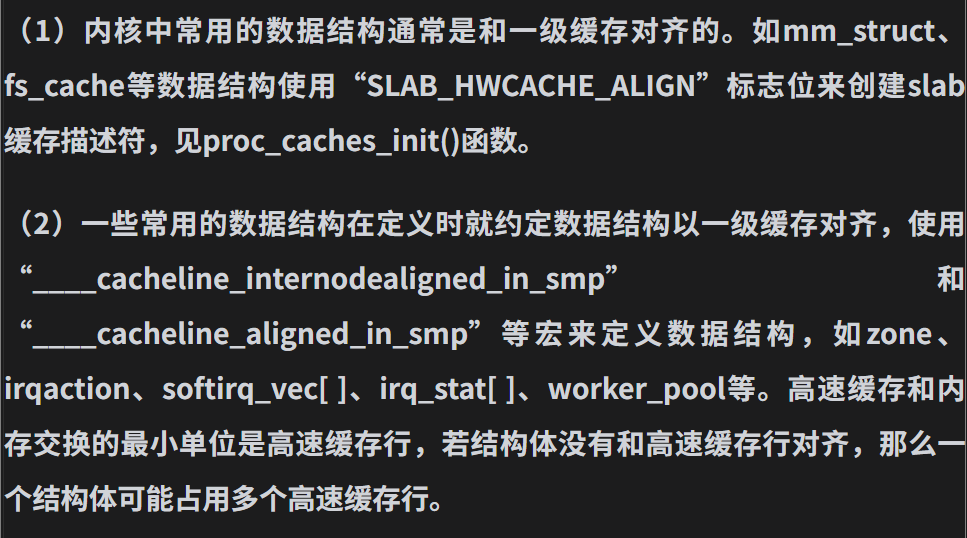 （1）内核中常用的数据结构通常是和一级缓存对齐的。如mm_struct、
fs_cache等数据结构使用“SLAB_HWCACHE_ALIGN”标志位来创建slab
缓存描述符，见proc_caches_init()函数。
（2）一些常用的数据结构在定义时就约定数据结构以一级缓存对齐，使用
“____cacheline_internodealigned_in_smp” 和
“____cacheline_aligned_in_smp”等宏来定义数据结构，如zone、
irqaction、softirq_vec[ ]、irq_stat[ ]、worker_pool等。高速缓存和内
存交换的最小单位是高速缓存行，若结构体没有和高速缓存行对齐，那么一
个结构体可能占用多个高速缓存行。